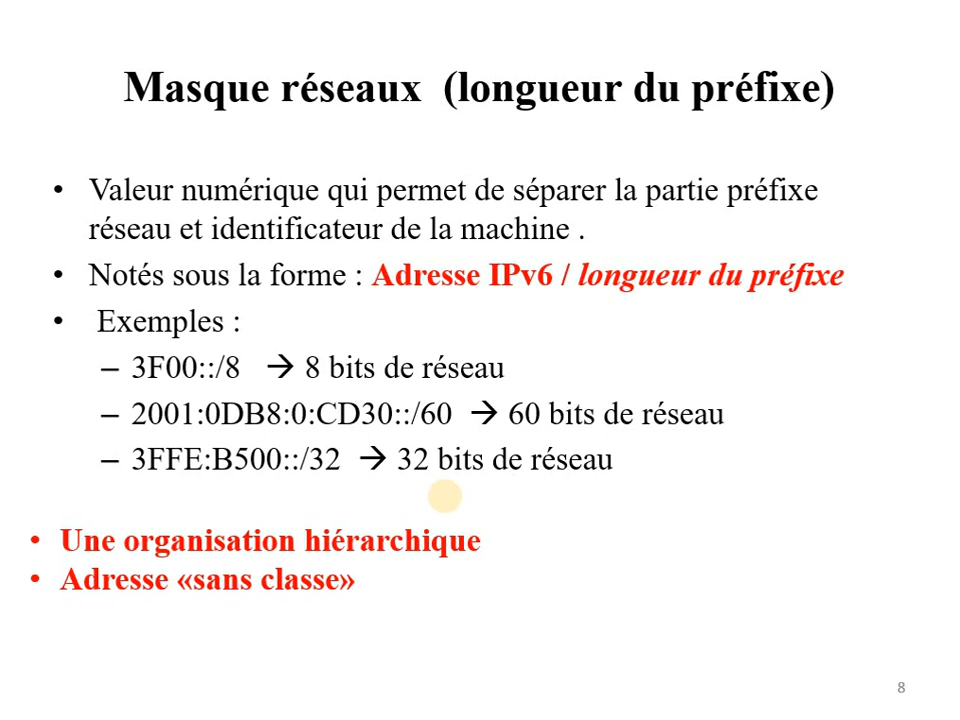 Masque réseaux (longueur du préfixe)
• Valeur numérique qui permet de séparer la partie préfixe
réseau et identificateur de la machine .
• Notés sous la forme : Adresse IPv6 / longueur du préfixe
• Exemples :
– 3F00::/8 → 8 bits de réseau
– 2001:0DB8:0:CD30::/60 → 60 bits de réseau
– 3FFE:B500::/32 → 32 bits de réseau
• Une organisation hiérarchique
• Adresse «sans classe»
8